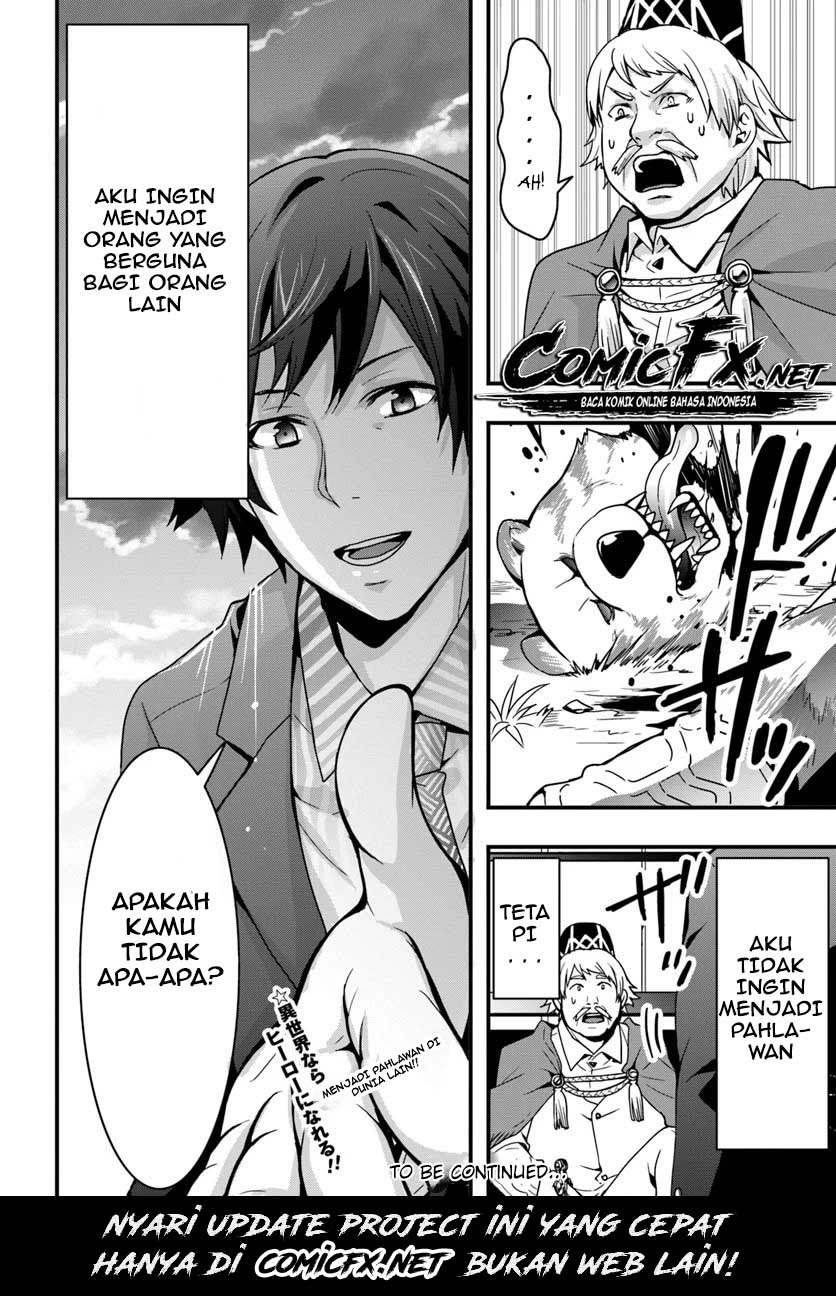 . . . . . .
AH!
COMICFX.NET
BACA KOMIK ONLINE BAHASA INDONESIA
AKU
TIDAK
INGIN
MENJADI
PAHLA-
WAN
TETA
PI
. . .
AKU INGIN
MENJADI
ORANG YANG
BERGUNA
BAGI ORANG
LAIN
APAKAH
KAMU
TIDAK
APA-APA?
☆異世界なら
ヒーローになれる!!
MENJADI PAHLAWAN DI
DUNIA LAIN!!
TO BE CONTINUED...
NYARI UPDATE PROJECT INI YANG CEPAT
HANYA DI COMICFX.NET BUKAN WEB LAIN!